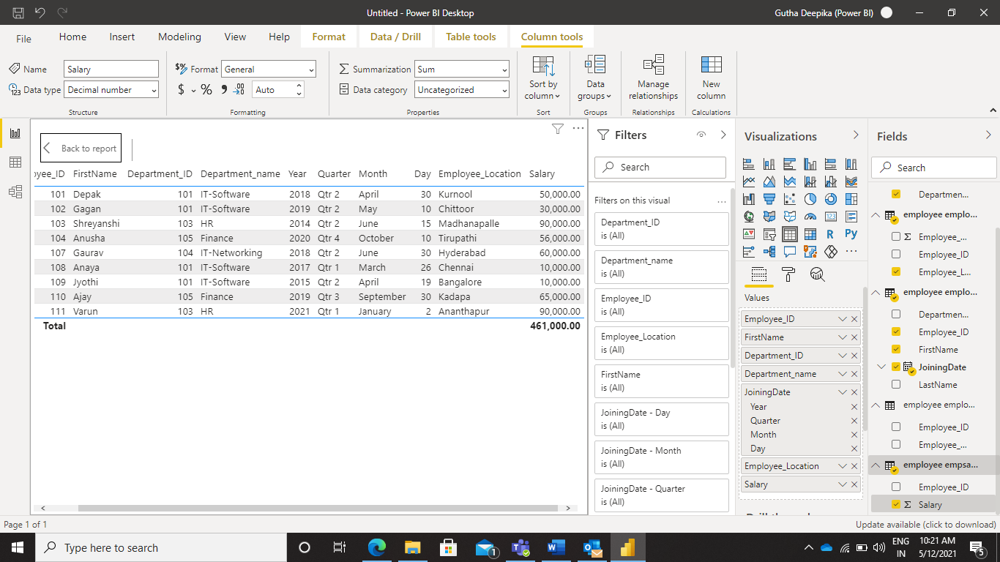 Untitled - Power BI Desktop
Gutha Deepika (Power BI)
File Home Insert Modeling View Help Format Data / Drill Table tools Column tools
Name Salary
Data type Decimal number
Structure
$% Format General
$ % 9 .00 Auto
Formatting
Summarization Sum
Data category Uncategorized
Properties
Sort by column
Sort
Data groups
Groups
Manage relationships
Relationships
New column
Calculations
Back to report
yee_ID FirstName Department_ID Department_name Year Quarter Month Day Employee_Location Salary
101 Depak 101 IT-Software 2018 Qtr 2 April 30 Kurnool 50,000.00
102 Gagan 101 IT-Software 2019 Qtr 2 May 10 Chittoor 30,000.00
103 Shreyanshi 103 HR 2014 Qtr 2 June 15 Madhanapalle 90,000.00
104 Anusha 105 Finance 2020 Qtr 4 October 10 Tirupathi 56,000.00
107 Gaurav 104 IT-Networking 2018 Qtr 2 June 30 Hyderabad 60,000.00
108 Anaya 101 IT-Software 2017 Qtr 1 March 26 Chennai 10,000.00
109 Jyothi 101 IT-Software 2015 Qtr 2 April 19 Bangalore 10,000.00
110 Ajay 105 Finance 2019 Qtr 3 September 30 Kadapa 65,000.00
111 Varun 103 HR 2021 Qtr 1 January 2 Ananthapur 90,000.00
Total 461,000.00
Filters
Search
Filters on this visual ...
Department_ID
is (All)
Department_name
is (All)
Employee_ID
is (All)
Employee_Location
is (All)
FirstName
is (All)
JoiningDate - Day
is (All)
JoiningDate - Month
is (All)
JoiningDate - Quarter
is (All)
Visualizations
R Py
123
Values
Employee_ID
FirstName
Department_ID
Department_name
JoiningDate
Year
Quarter
Month
Day
Employee_Location
Salary
Fields
Search
Departmen...
employee emplo...
Σ Employee_...
Employee_ID
Employee_L...
employee emplo...
Departmen...
Employee_ID
FirstName
JoiningDate
LastName
employee emplo...
Employee_ID
Employee_...
employee empsa...
Employee_ID
Σ Salary
Page 1 of 1
Update available (click to download)
Type here to search
1
ENG
IN
10:21 AM
5/12/2021
5